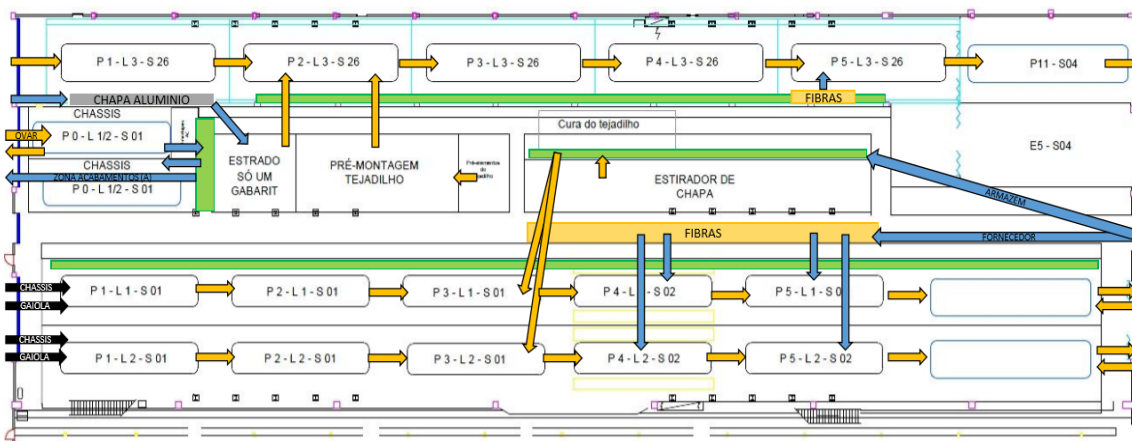 P 1 - L 3 - S 26
P 2 - L 3 - S 26
P 3 - L 3 - S 26
P 4 - L 3 - S 26
P 5 - L 3 - S 26
P11 - S04
CHAPA ALUMINIO
FIBRAS
CHASSIS
OVAR
P 0 - L 1/2 - S 01
CHASSIS
ZONA ACABAMENTOS (A)
P 0 - L 1/2 - S 01
ESTRADO
SÓ UM
GABARIT
PRÉ-MONTAGEM
TEJADILHO
Cura do tejadilho
ESTIRADOR DE
CHAPA
E5 - S04
ARMAZEM
FIBRAS
FORNECEDOR
CHASSIS
GAIOLA
P 1 - L 1 - S 01
P 2 - L 1 - S 01
P 3 - L 1 - S 01
P 4 - L - S 02
P 5 - L 1 - S 0
CHASSIS
GAIOLA
P 1 - L 2 - S 01
P 2 - L 2 - S 01
P 3 - L 2 - S 01
P 4 - L 2 - S 02
P 5 - L 2 - S 02